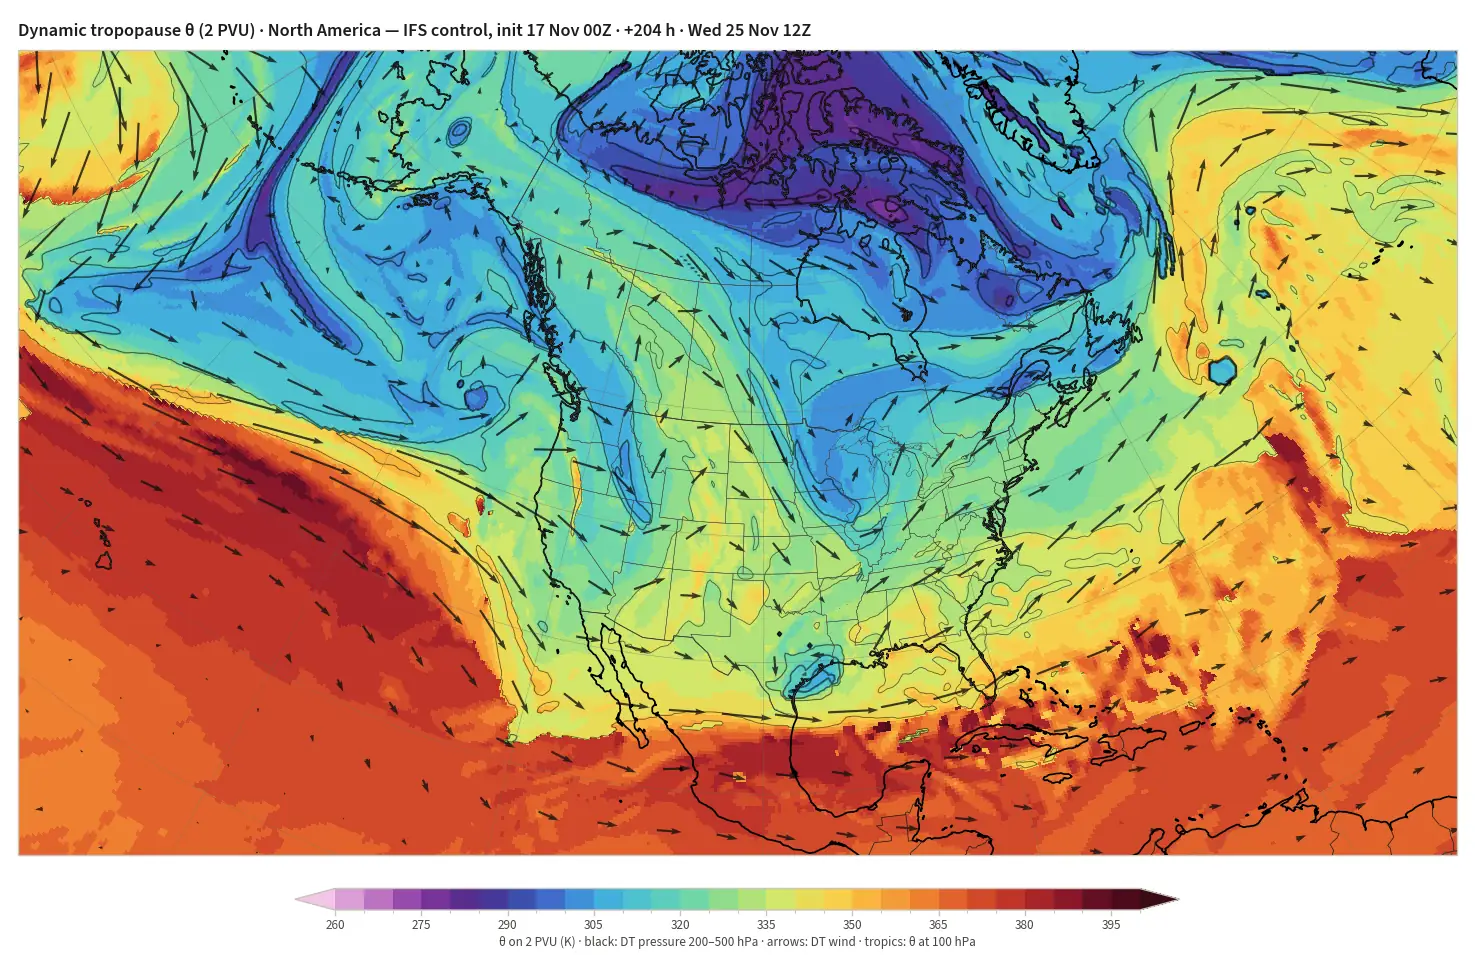 Dynamic tropopause θ (2 PVU) · North America — IFS control, init 17 Nov 00Z · +204 h · Wed 25 Nov 12Z
260 275 290 305 320 335 350 365 380 395
θ on 2 PVU (K) · black: DT pressure 200–500 hPa · arrows: DT wind · tropics: θ at 100 hPa